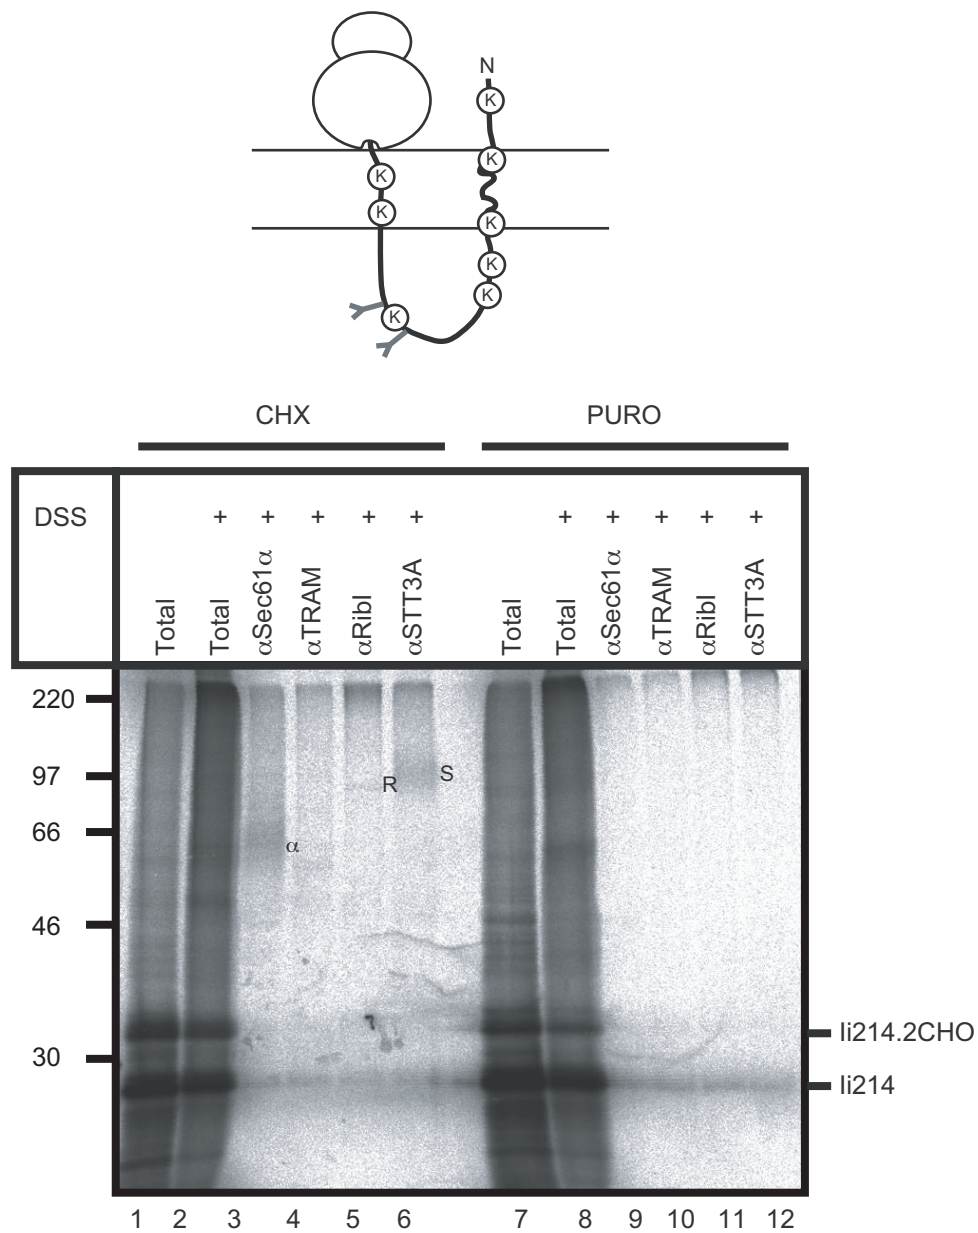 N
K
K
K
K
K
K
K
K
CHX PURO
DSS + + + + + + + + + +
Total Total αSec61α αTRAM αRibI αSTT3A Total Total αSec61α αTRAM αRibI αSTT3A
220
97
R S
66
α
46
Ii214.2CHO
30
Ii214
1 2 3 4 5 6 7 8 9 10 11 12